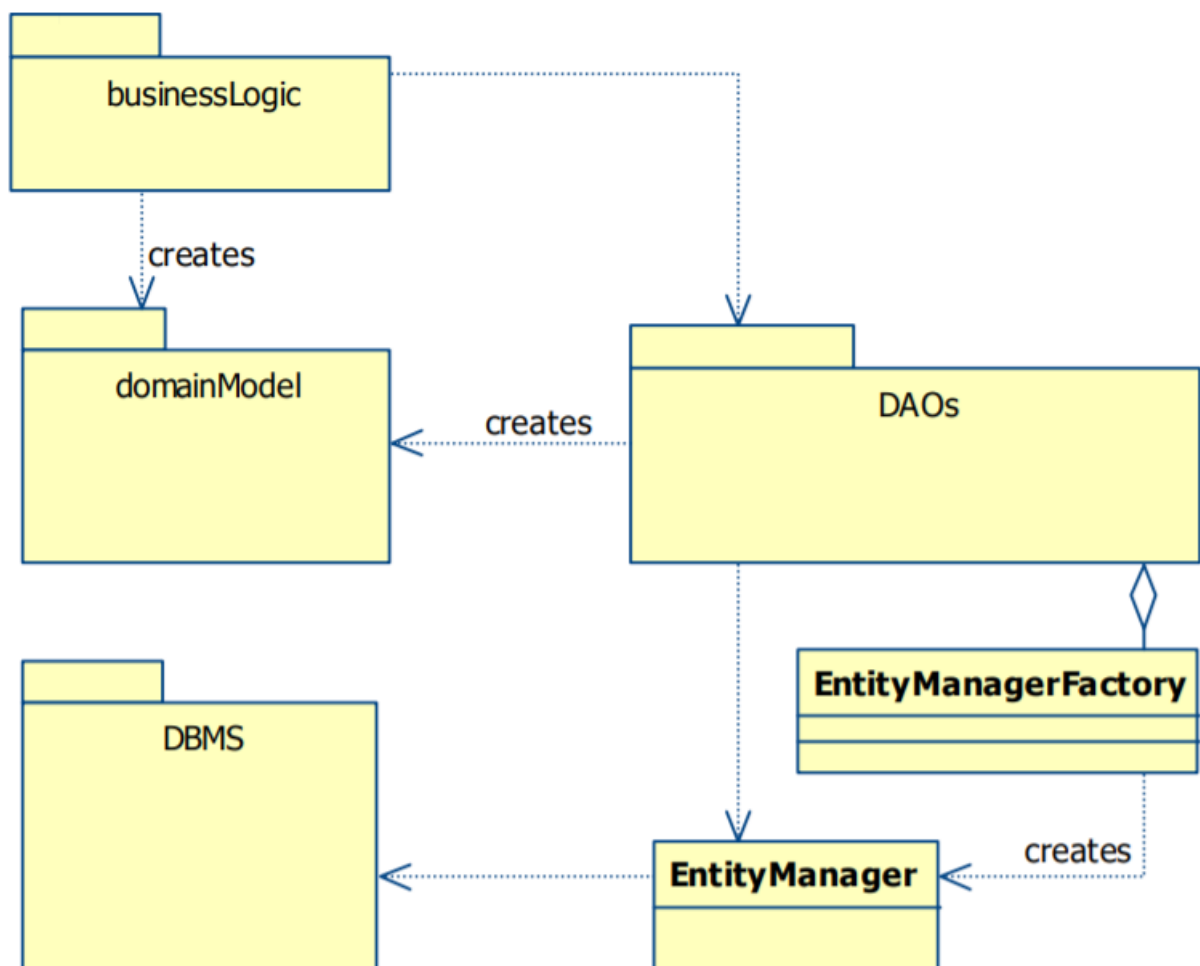 businessLogic
creates
domainModel
creates
DAOs
DBMS
EntityManagerFactory
creates
EntityManager